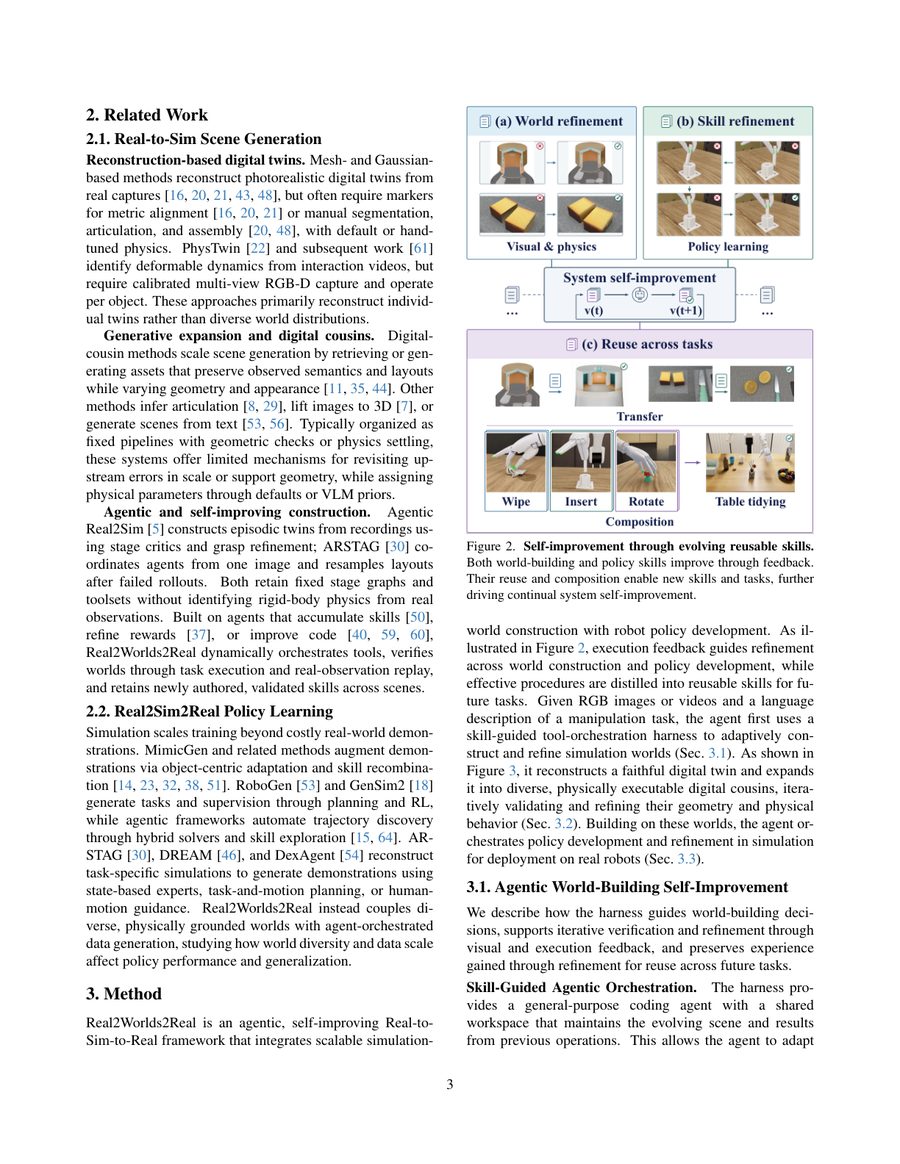 2. Related Work
2.1. Real-to-Sim Scene Generation
Reconstruction-based digital twins. Mesh- and Gaussian-
based methods reconstruct photorealistic digital twins from
real captures [16, 20, 21, 43, 48], but often require markers
for metric alignment [16, 20, 21] or manual segmentation,
articulation, and assembly [20, 48], with default or hand-
tuned physics. PhysTwin [22] and subsequent work [61]
identify deformable dynamics from interaction videos, but
require calibrated multi-view RGB-D capture and operate
per object. These approaches primarily reconstruct individ-
ual twins rather than diverse world distributions.
Generative expansion and digital cousins. Digital-
cousin methods scale scene generation by retrieving or gen-
erating assets that preserve observed semantics and layouts
while varying geometry and appearance [11, 35, 44]. Other
methods infer articulation [8, 29], lift images to 3D [7], or
generate scenes from text [53, 56]. Typically organized as
fixed pipelines with geometric checks or physics settling,
these systems offer limited mechanisms for revisiting up-
stream errors in scale or support geometry, while assigning
physical parameters through defaults or VLM priors.
Agentic and self-improving construction. Agentic
Real2Sim [5] constructs episodic twins from recordings us-
ing stage critics and grasp refinement; ARSTAG [30] co-
ordinates agents from one image and resamples layouts
after failed rollouts. Both retain fixed stage graphs and
toolsets without identifying rigid-body physics from real
observations. Built on agents that accumulate skills [50],
refine rewards [37], or improve code [40, 59, 60],
Real2Worlds2Real dynamically orchestrates tools, verifies
worlds through task execution and real-observation replay,
and retains newly authored, validated skills across scenes.
2.2. Real2Sim2Real Policy Learning
Simulation scales training beyond costly real-world demon-
strations. MimicGen and related methods augment demon-
strations via object-centric adaptation and skill recombina-
tion [14, 23, 32, 38, 51]. RoboGen [53] and GenSim2 [18]
generate tasks and supervision through planning and RL,
while agentic frameworks automate trajectory discovery
through hybrid solvers and skill exploration [15, 64]. AR-
STAG [30], DREAM [46], and DexAgent [54] reconstruct
task-specific simulations to generate demonstrations using
state-based experts, task-and-motion planning, or human-
motion guidance. Real2Worlds2Real instead couples di-
verse, physically grounded worlds with agent-orchestrated
data generation, studying how world diversity and data scale
affect policy performance and generalization.
3. Method
Real2Worlds2Real is an agentic, self-improving Real-to-
Sim-to-Real framework that integrates scalable simulation-
(a) World refinement
Visual & physics
(b) Skill refinement
Policy learning
System self-improvement
...
v(t)
v(t+1)
...
(c) Reuse across tasks
Transfer
Wipe
Insert
Rotate
Table tidying
Composition
Figure 2. Self-improvement through evolving reusable skills.
Both world-building and policy skills improve through feedback.
Their reuse and composition enable new skills and tasks, further
driving continual system self-improvement.
world construction with robot policy development. As il-
lustrated in Figure 2, execution feedback guides refinement
across world construction and policy development, while
effective procedures are distilled into reusable skills for fu-
ture tasks. Given RGB images or videos and a language
description of a manipulation task, the agent first uses a
skill-guided tool-orchestration harness to adaptively con-
struct and refine simulation worlds (Sec. 3.1). As shown in
Figure 3, it reconstructs a faithful digital twin and expands
it into diverse, physically executable digital cousins, itera-
tively validating and refining their geometry and physical
behavior (Sec. 3.2). Building on these worlds, the agent or-
chestrates policy development and refinement in simulation
for deployment on real robots (Sec. 3.3).
3.1. Agentic World-Building Self-Improvement
We describe how the harness guides world-building deci-
sions, supports iterative verification and refinement through
visual and execution feedback, and preserves experience
gained through refinement for reuse across future tasks.
Skill-Guided Agentic Orchestration. The harness pro-
vides a general-purpose coding agent with a shared
workspace that maintains the evolving scene and results
from previous operations. This allows the agent to adapt
3